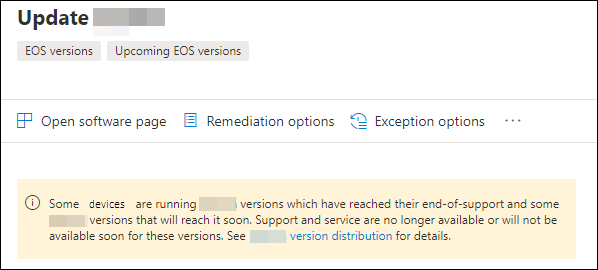 Update
EOS versions Upcoming EOS versions
Open software page Remediation options Exception options ...
Some devices are running versions which have reached their end-of-support and some
versions that will reach it soon. Support and service are no longer available or will not be
available soon for these versions. See version distribution for details.